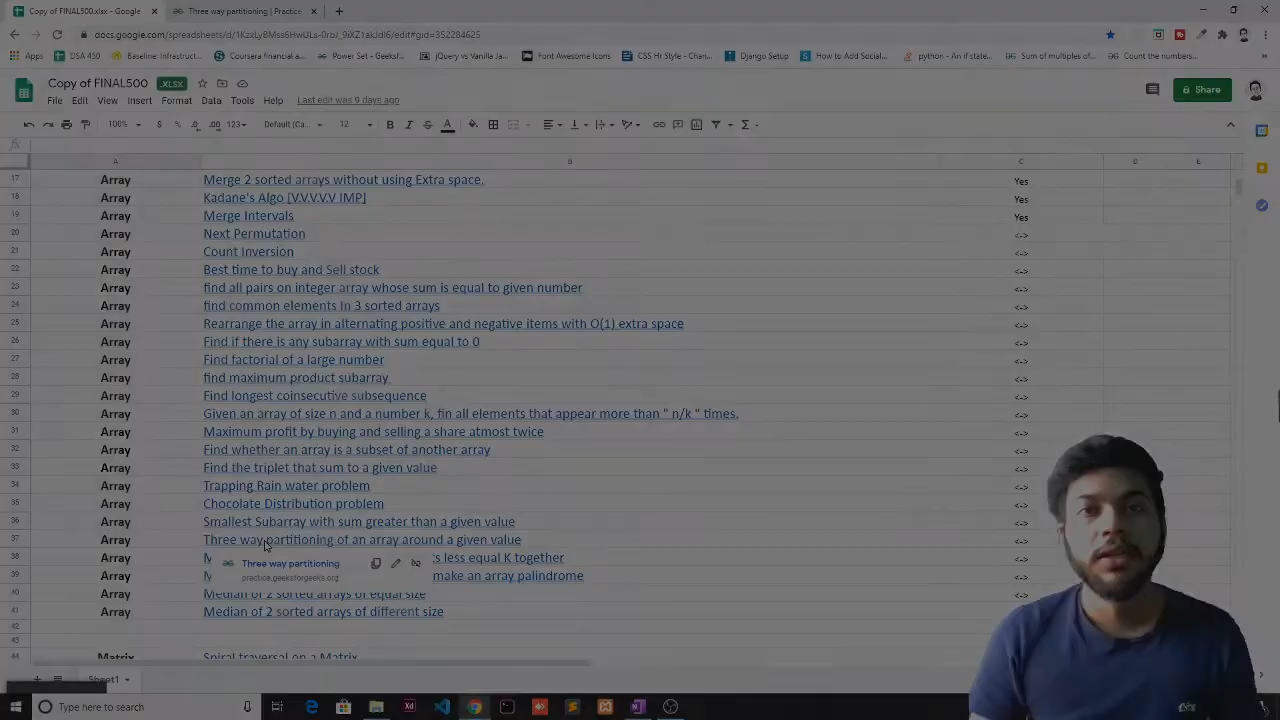 Copy of FINAL500.xlsx - Google
Three way partitioning | Practice
docs.google.com/spreadsheets/d/
Apps
DSA 450
Baseline: Infrastruct...
Coursera financial a...
Power Set - Geeksf...
jQuery vs Vanilla Ja...
Font Awesome Icons
CSS Hr Style - Chan...
Django Setup
How to Add Social...
python - An if state...
Sum of multiples of...
Count the numbers...
Copy of FINAL500 .XLSX
File Edit View Insert Format Data Tools Help Last edit was 9 days ago
Share
100% $ % .0 .00 123 Default (Ca... 12 B I S A
A B C D E
17 Array Merge 2 sorted arrays without using Extra space. Yes
18 Array Kadane's Algo [V.V.V.V.V IMP] Yes
19 Array Merge Intervals Yes
20 Array Next Permutation <->
21 Array Count Inversion <->
22 Array Best time to buy and Sell stock <->
23 Array find all pairs on integer array whose sum is equal to given number <->
24 Array find common elements In 3 sorted arrays <->
25 Array Rearrange the array in alternating positive and negative items with O(1) extra space <->
26 Array Find if there is any subarray with sum equal to 0 <->
27 Array Find factorial of a large number <->
28 Array find maximum product subarray <->
29 Array Find longest coinsecutive subsequence <->
30 Array Given an array of size n and a number k, fin all elements that appear more than " n/k " times. <->
31 Array Maximum profit by buying and selling a share atmost twice <->
32 Array Find whether an array is a subset of another array <->
33 Array Find the triplet that sum to a given value <->
34 Array Trapping Rain water problem <->
35 Array Chocolate Distribution problem <->
36 Array Smallest Subarray with sum greater than a given value <->
37 Array Three way partitioning of an array around a given value <->
38 Array M ts less equal K together <->
Three way partitioning
practice.geeksforgeeks.org
39 Array M make an array palindrome <->
40 Array Median of 2 sorted arrays of equal size <->
41 Array Median of 2 sorted arrays of different size <->
42
43
44 Matrix Spiral traversal on a Matrix
Sheet1
Type here to search